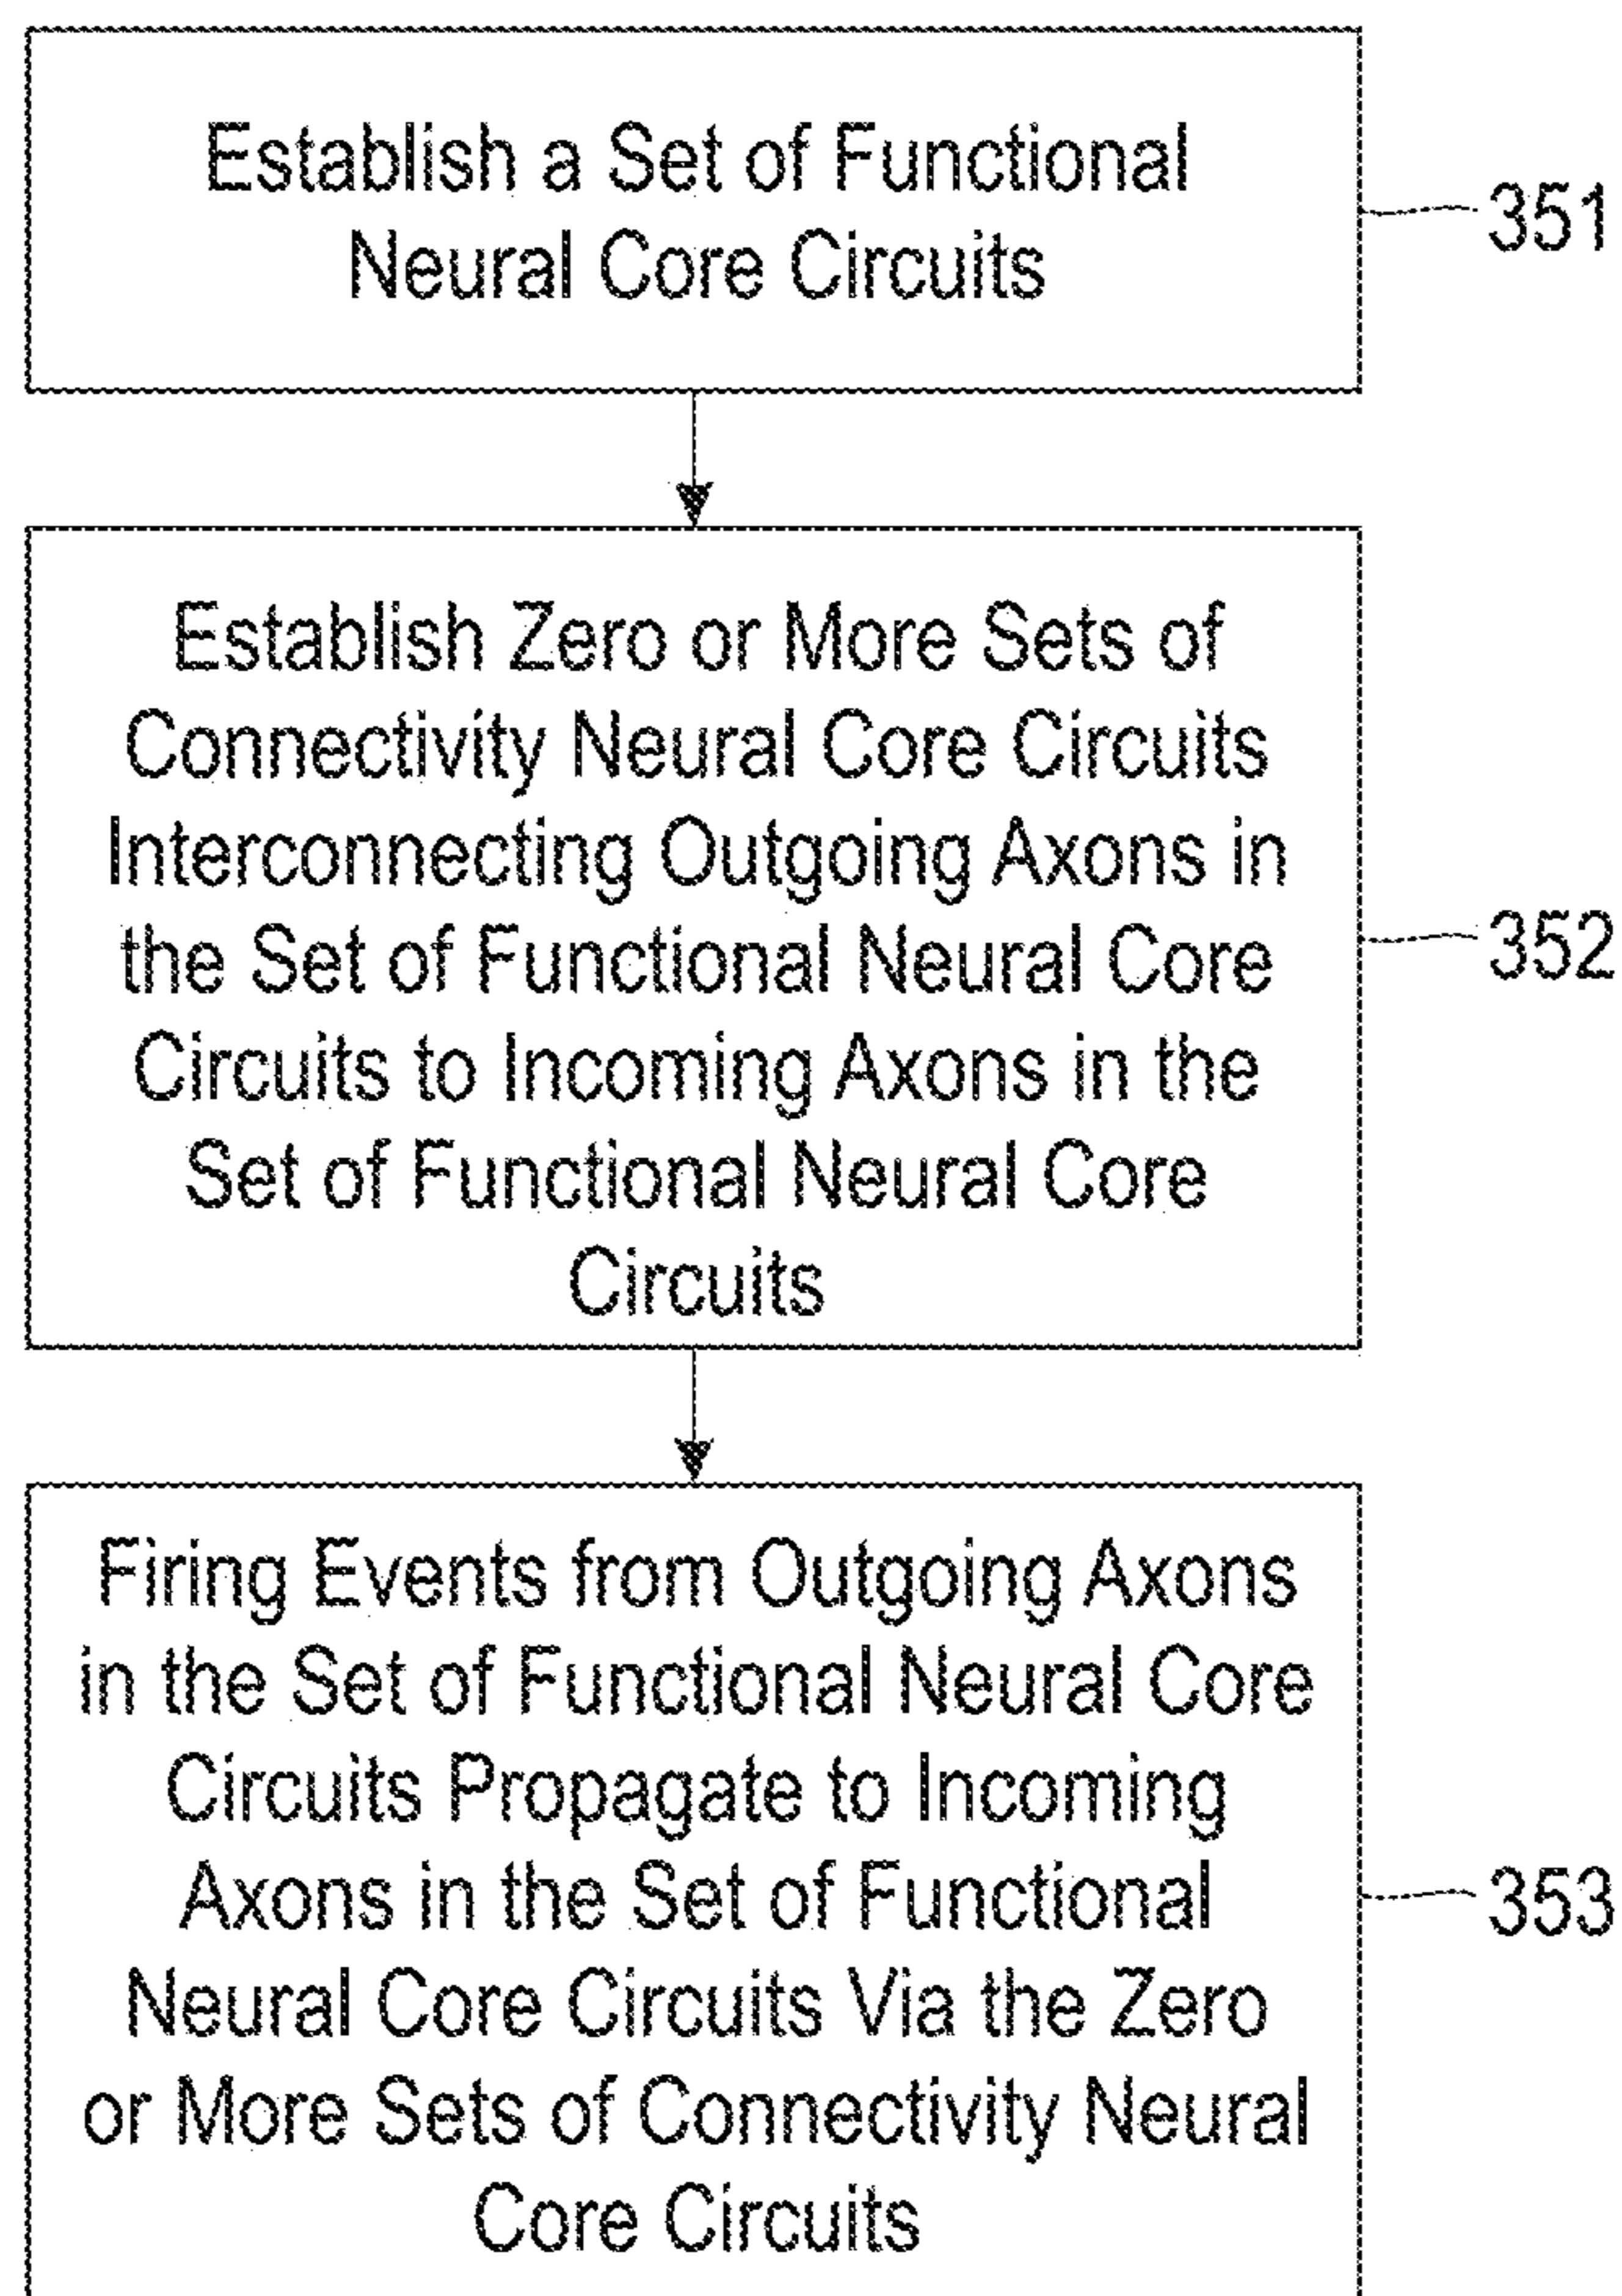 Establish a Set of Functional
Neural Core Circuits
351
Establish Zero or More Sets of
Connectivity Neural Core Circuits
Interconnecting Outgoing Axons in
the Set of Functional Neural Core
Circuits to Incoming Axons in the
Set of Functional Neural Core
Circuits
352
Firing Events from Outgoing Axons
in the Set of Functional Neural Core
Circuits Propagate to Incoming
Axons in the Set of Functional
Neural Core Circuits Via the Zero
or More Sets of Connectivity Neural
Core Circuits
353